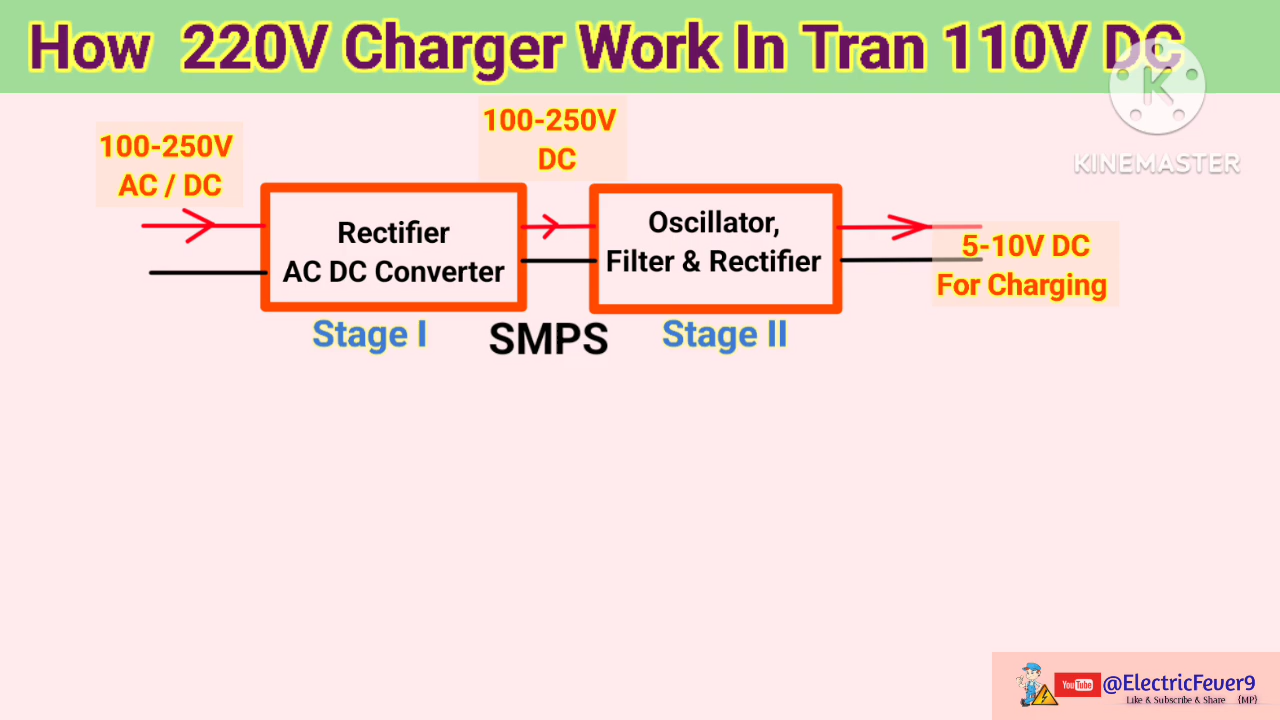 How 220V Charger Work In Tran 110V DC
K
KINEMASTER
100-250V
AC / DC
100-250V
DC
Rectifier
AC DC Converter
Oscillator,
Filter & Rectifier
5-10V DC
For Charging
Stage I
SMPS
Stage II
YouTube @ElectricFever9
Like & Subscribe & Share {MP}